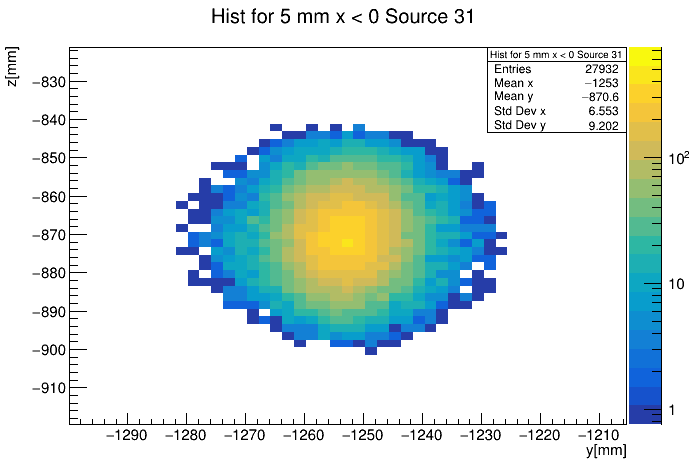 Hist for 5 mm x < 0 Source 31
z[mm]
Hist for 5 mm x < 0 Source 31
Entries 27932
Mean x −1253
Mean y −870.6
Std Dev x 6.553
Std Dev y 9.202
−830
−840
−850
−860
−870
−880
−890
−900
−910
10²
10
1
−1290 −1280 −1270 −1260 −1250 −1240 −1230 −1220 −1210
y[mm]